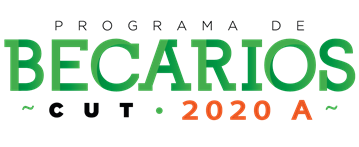 PROGRAMA DE
BECARIOS
~ CUT • 2020 A ~